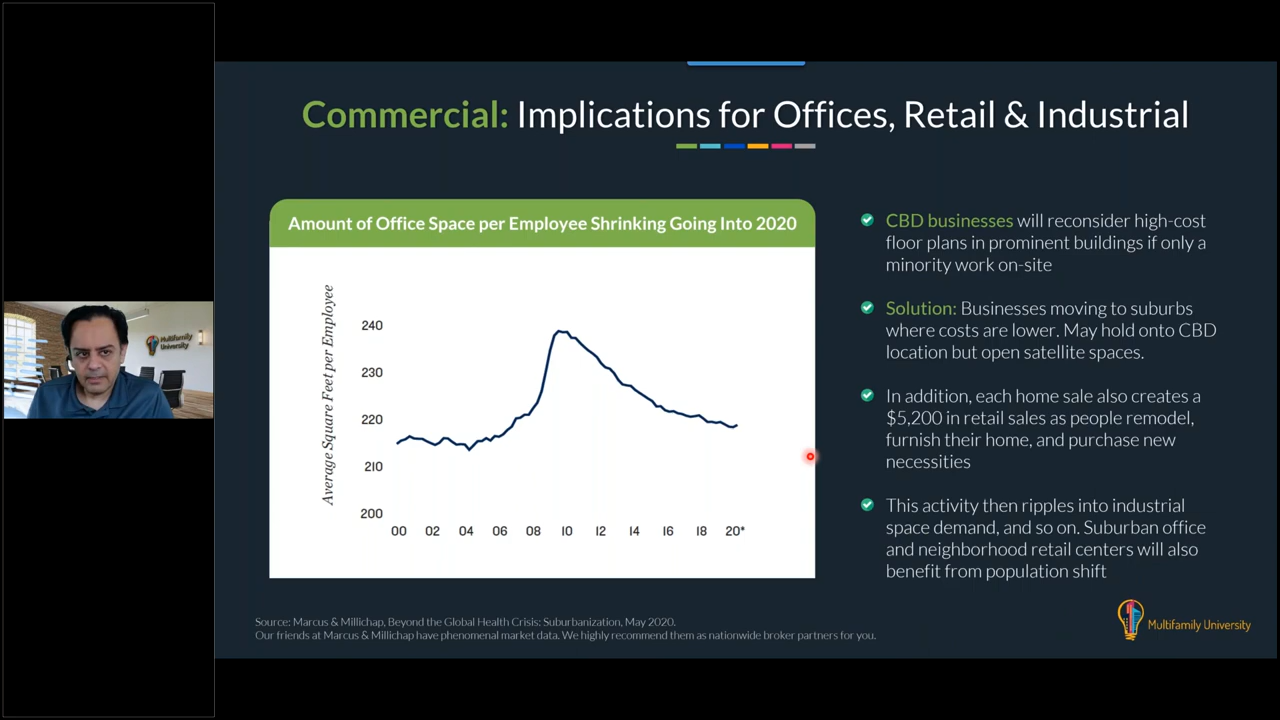 Commercial: Implications for Offices, Retail & Industrial
Amount of Office Space per Employee Shrinking Going Into 2020
Average Square Feet per Employee
240
230
220
210
200
00 02 04 06 08 10 12 14 16 18 20*
CBD businesses will reconsider high-cost
floor plans in prominent buildings if only a
minority work on-site
Solution: Businesses moving to suburbs
where costs are lower. May hold onto CBD
location but open satellite spaces.
In addition, each home sale also creates a
$5,200 in retail sales as people remodel,
furnish their home, and purchase new
necessities
This activity then ripples into industrial
space demand, and so on. Suburban office
and neighborhood retail centers will also
benefit from population shift
Source: Marcus & Millichap, Beyond the Global Health Crisis: Suburbanization, May 2020.
Our friends at Marcus & Millichap have phenomenal market data. We highly recommend them as nationwide broker partners for you.
Multifamily University
Multifamily
University